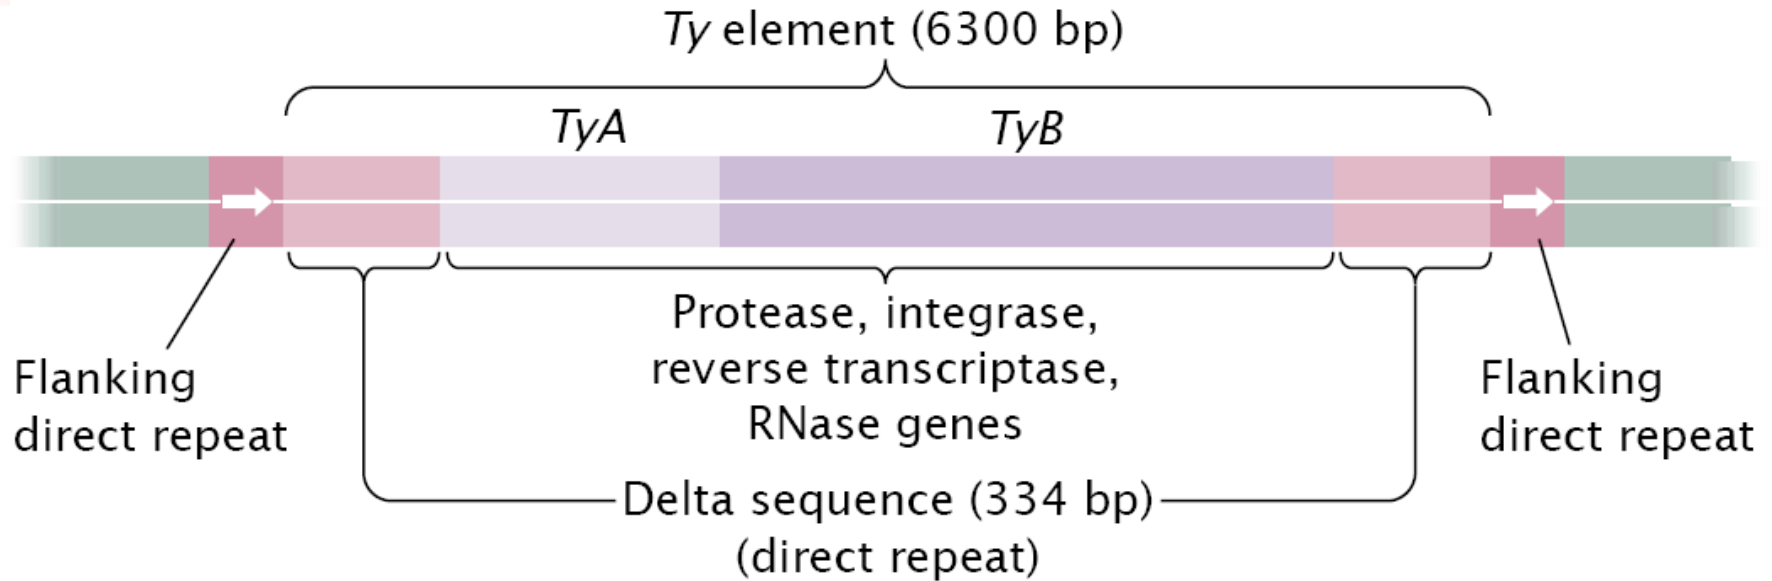 Ty element (6300 bp)
TyA
TyB
Protease, integrase,
reverse transcriptase,
RNase genes
Flanking
direct repeat
Flanking
direct repeat
Delta sequence (334 bp)
(direct repeat)